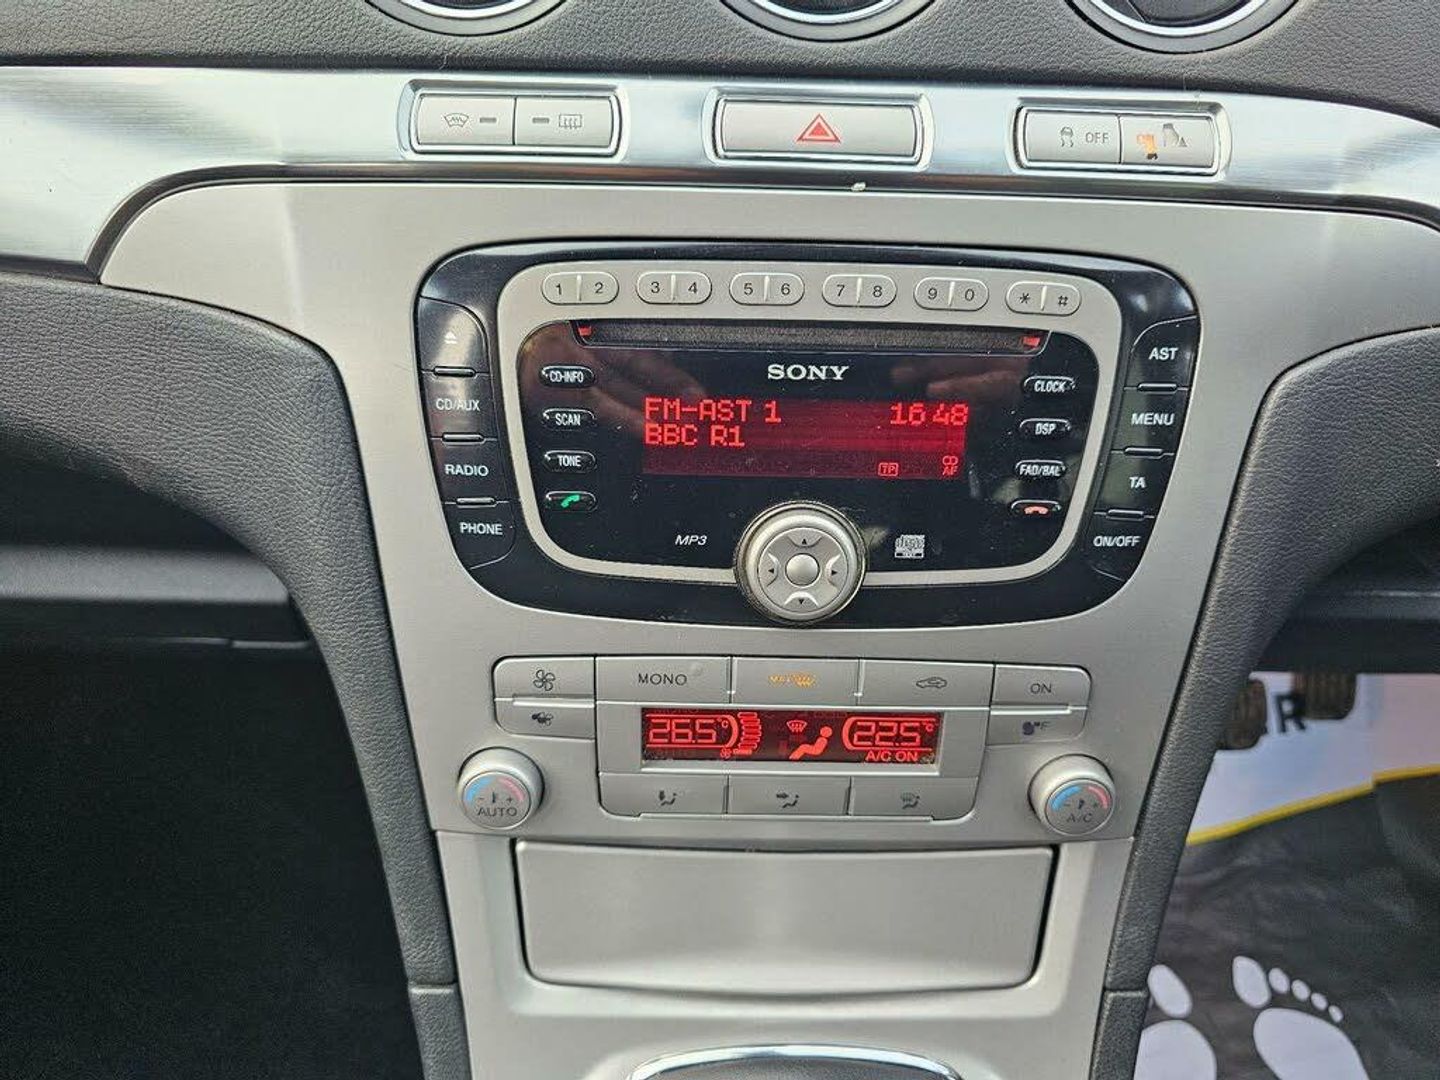 OFF
1 2 3 4 5 6 7 8 9 0 * #
SONY
CD-INFO
SCAN
TONE
CLOCK
DSP
FAD/BAL
CD/AUX
RADIO
PHONE
AST
MENU
TA
ON/OFF
FM-AST 1 16 48
BBC R1
TP CD
AF
MP3
MONO
MAX
ON
26.5°C 22.5°C
A/C ON
AUTO
A/C
R